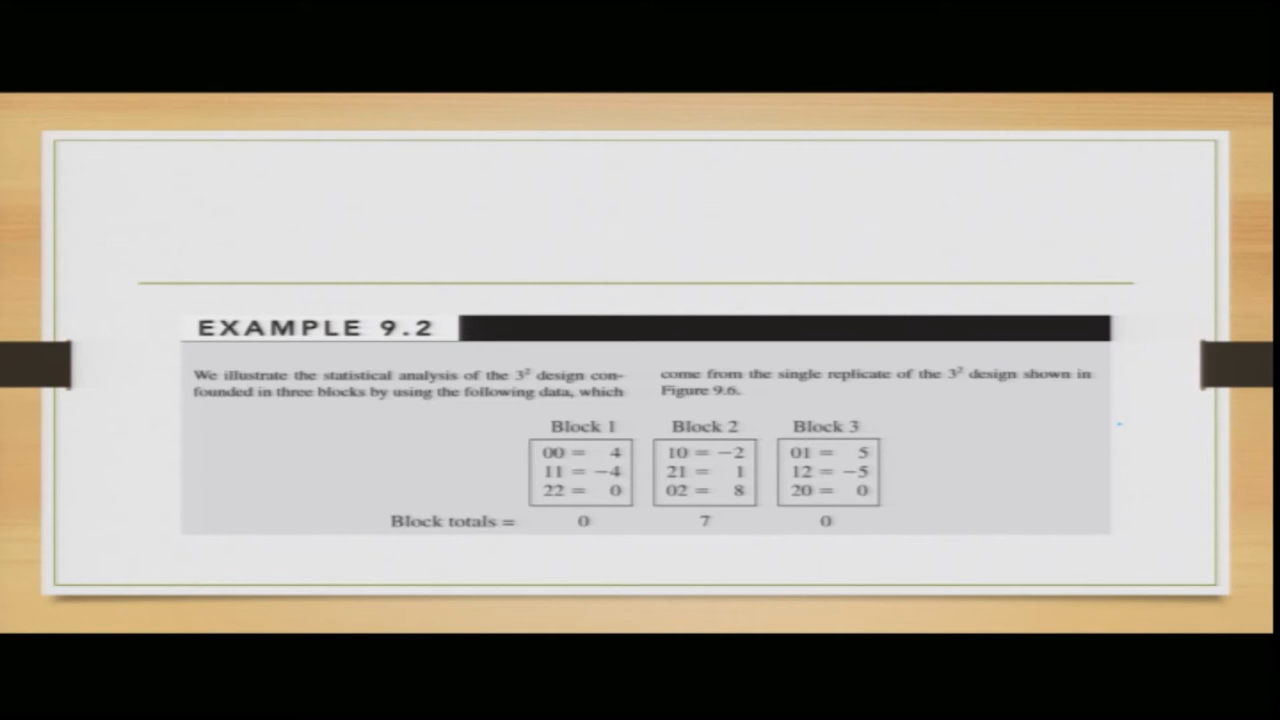 EXAMPLE 9.2
We illustrate the statistical analysis of the 3² design con-
founded in three blocks by using the following data, which
come from the single replicate of the 3² design shown in
Figure 9.6.
Block 1 Block 2 Block 3
00 = 4 10 = −2 01 = 5
11 = −4 21 = 1 12 = −5
22 = 0 02 = 8 20 = 0
Block totals = 0 7 0